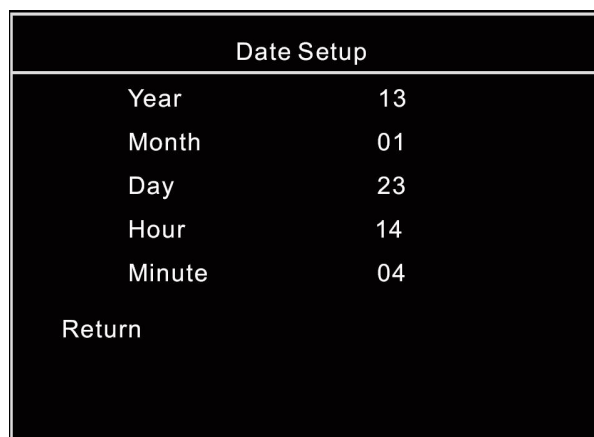 Date Setup
Year 13
Month 01
Day 23
Hour 14
Minute 04
Return